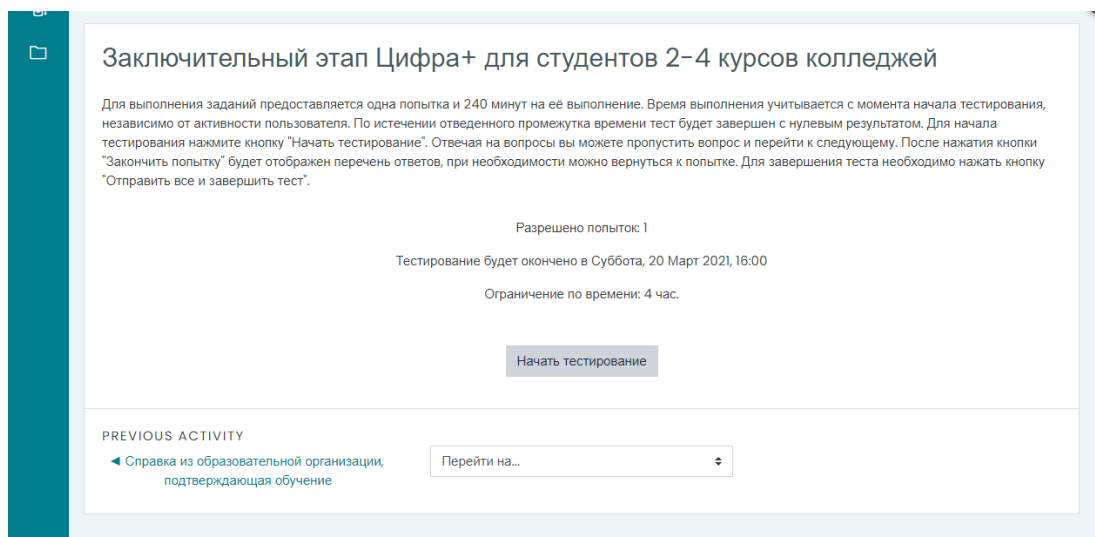 Заключительный этап Цифра+ для студентов 2-4 курсов колледжей
Для выполнения заданий предоставляется одна попытка и 240 минут на её выполнение. Время выполнения учитывается с момента начала тестирования,
независимо от активности пользователя. По истечении отведенного промежутка времени тест будет завершен с нулевым результатом. Для начала
тестирования нажмите кнопку "Начать тестирование". Отвечая на вопросы вы можете пропустить вопрос и перейти к следующему. После нажатия кнопки
"Закончить попытку" будет отображен перечень ответов, при необходимости можно вернуться к попытке. Для завершения теста необходимо нажать кнопку
"Отправить все и завершить тест".
Разрешено попыток: 1
Тестирование будет окончено в Суббота, 20 Март 2021, 16:00
Ограничение по времени: 4 час.
Начать тестирование
PREVIOUS ACTIVITY
◄ Справка из образовательной организации,
подтверждающая обучение
Перейти на...